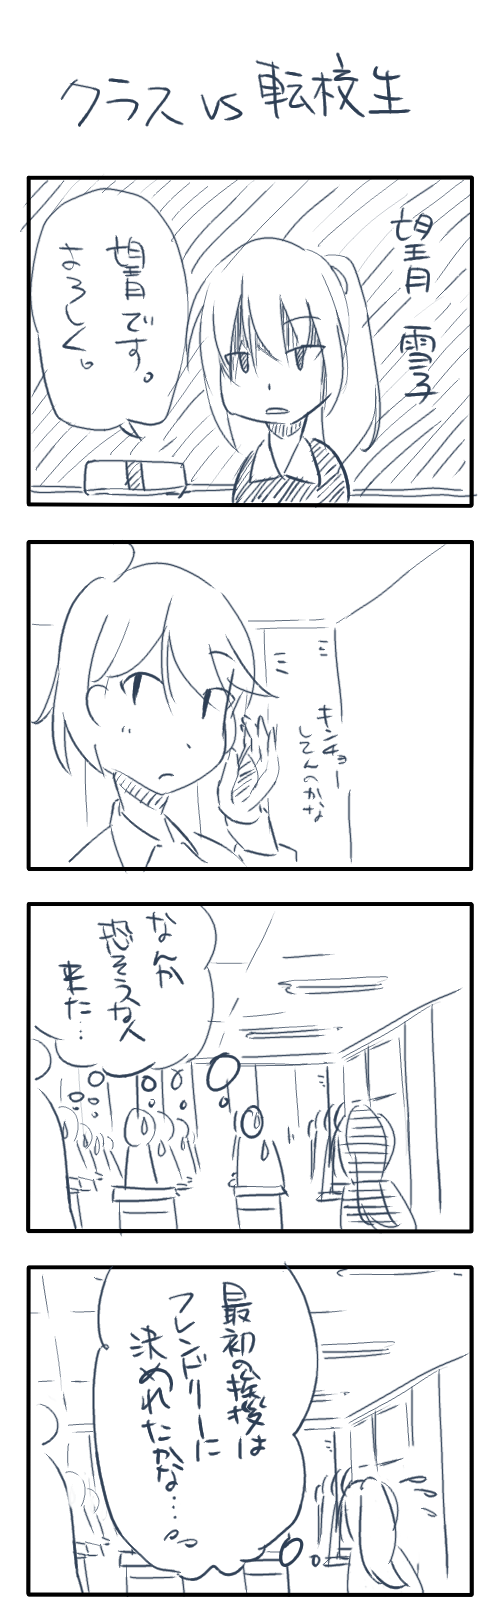 クラスvs転校生
望月 雪子
望月です。
よろしく。
キンチョー
してんのかな
なんか
恐そうな人
来た…
最初の挨拶は
フレンドリーに
決めれたかな…